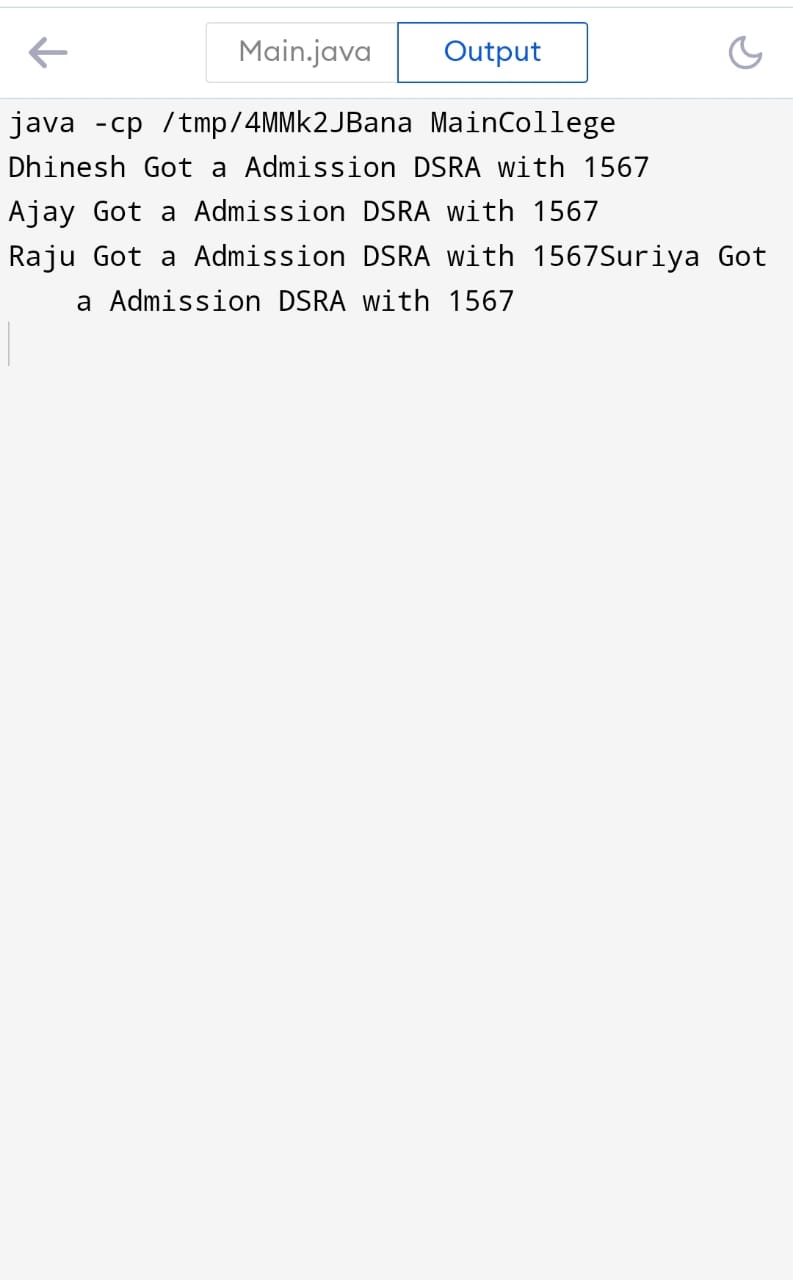 Main.java
Output
java -cp /tmp/4MMk2JBana MainCollege
Dhinesh Got a Admission DSRA with 1567
Ajay Got a Admission DSRA with 1567
Raju Got a Admission DSRA with 1567Suriya Got
a Admission DSRA with 1567